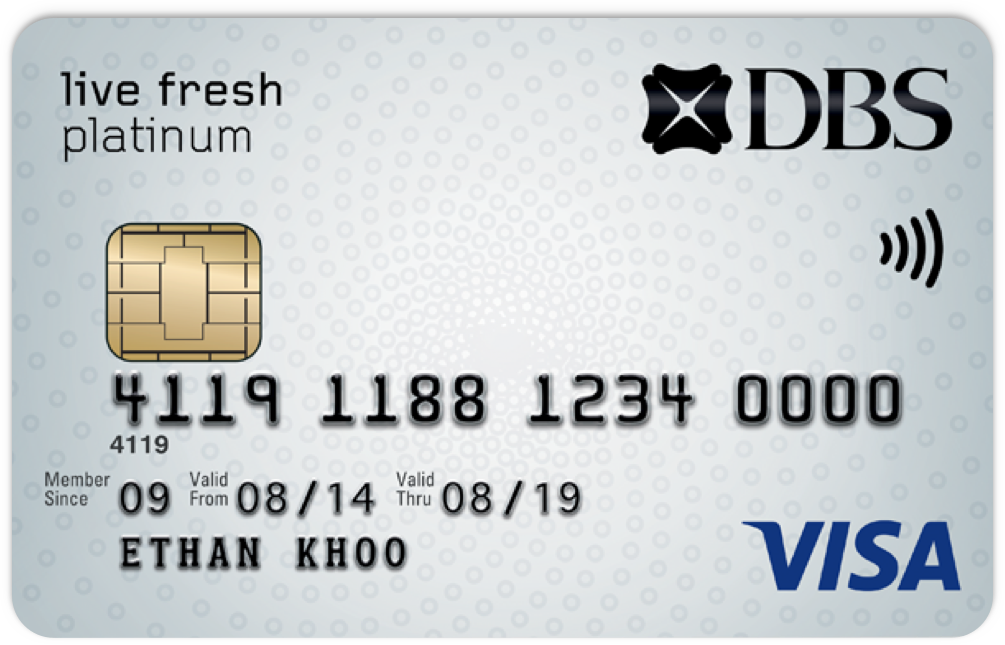 live fresh
platinum
DBS
4119 1188 1234 0000
4119
Member Since 09 Valid From 08/14 Valid Thru 08/19
ETHAN KHOO
VISA